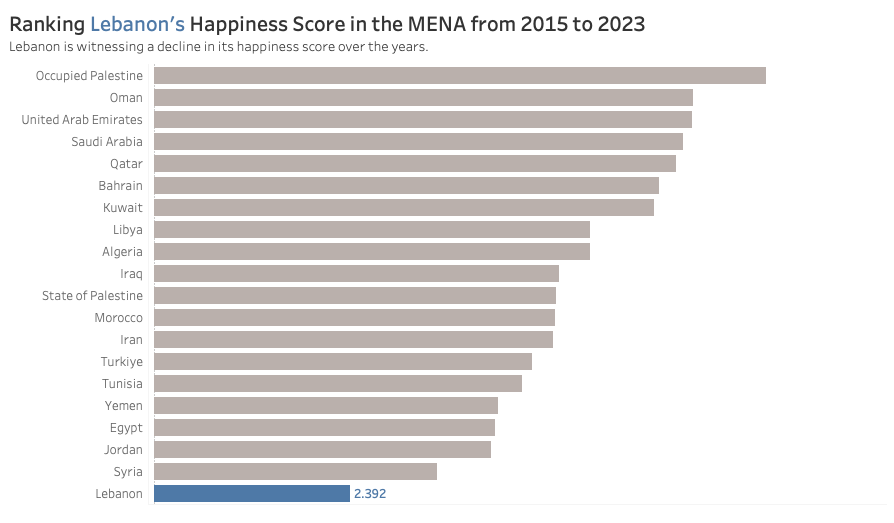 Ranking Lebanon's Happiness Score in the MENA from 2015 to 2023
Lebanon is witnessing a decline in its happiness score over the years.
Occupied Palestine
Oman
United Arab Emirates
Saudi Arabia
Qatar
Bahrain
Kuwait
Libya
Algeria
Iraq
State of Palestine
Morocco
Iran
Turkiye
Tunisia
Yemen
Egypt
Jordan
Syria
Lebanon 2.392